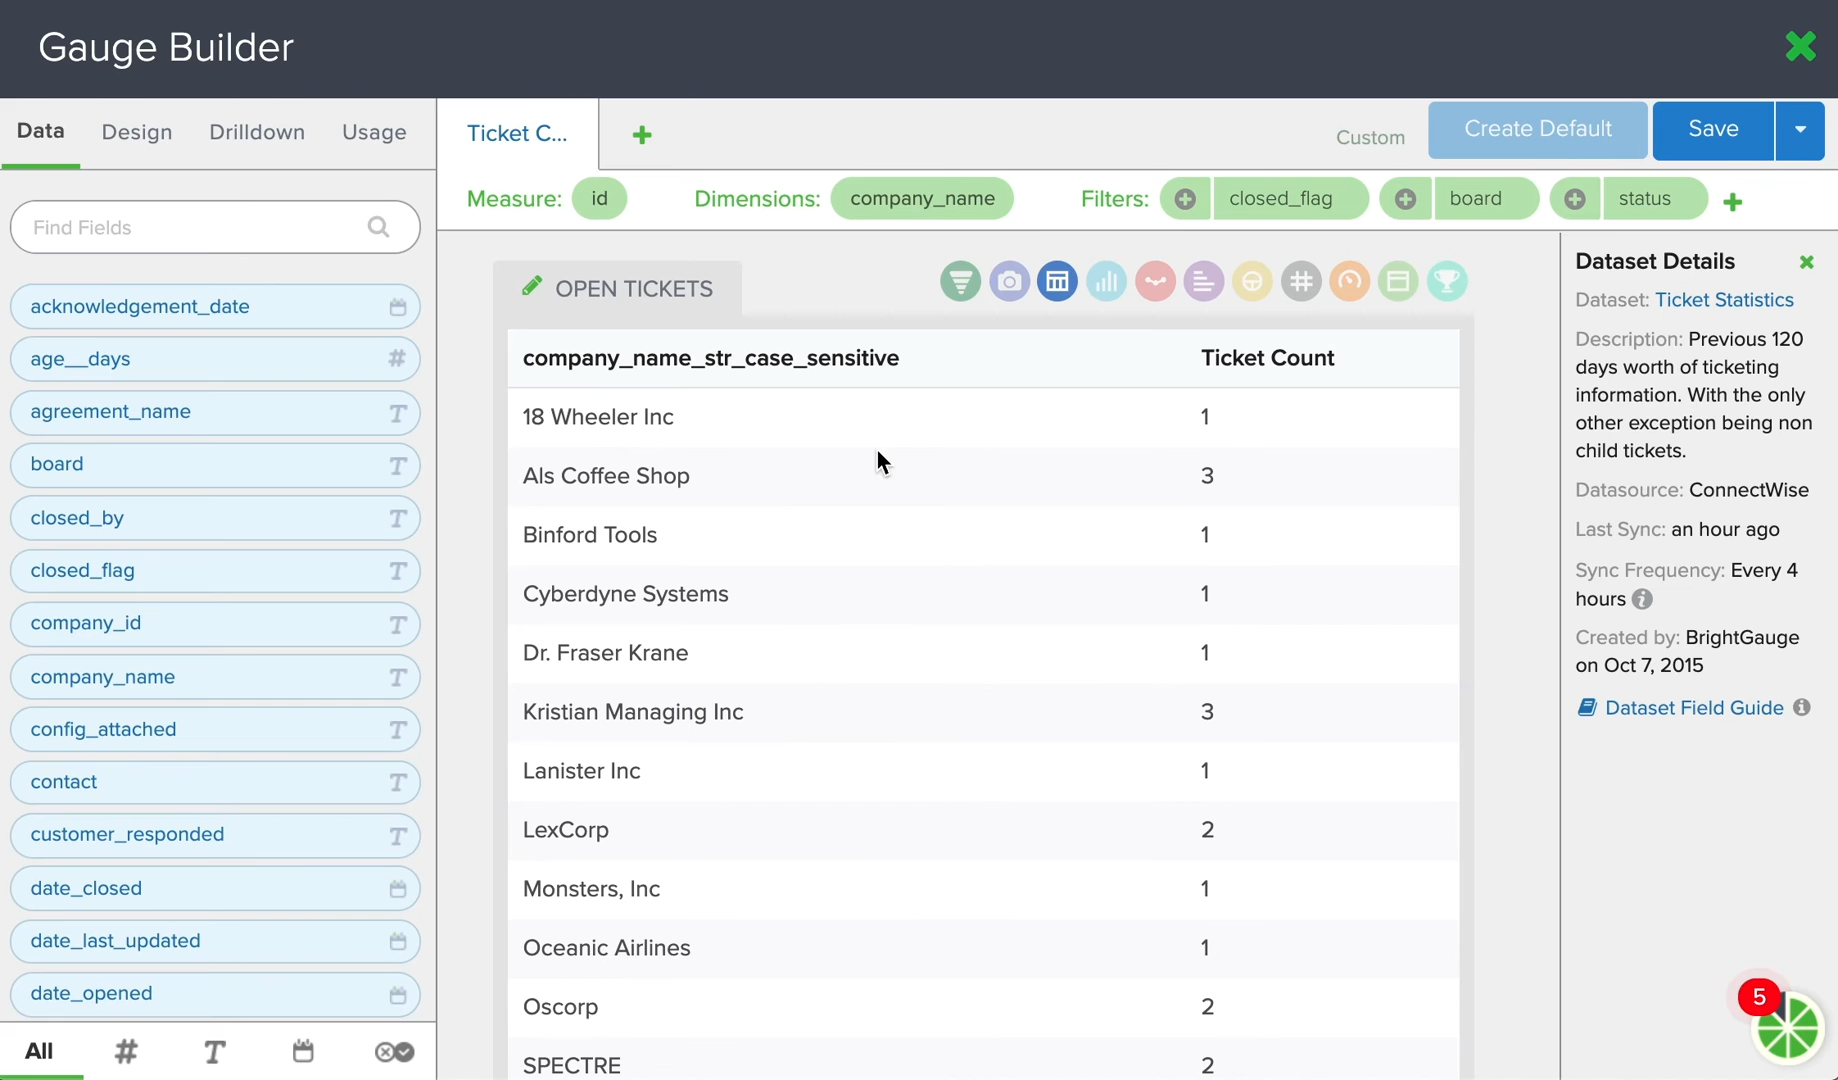 Gauge Builder
Data Design Drilldown Usage
Ticket C...
Custom
Create Default
Save
Measure: id Dimensions: company_name Filters: closed_flag board status
Find Fields
acknowledgement_date
age__days #
agreement_name T
board T
closed_by T
closed_flag T
company_id T
company_name T
config_attached T
contact T
customer_responded T
date_closed
date_last_updated
date_opened
All # T
OPEN TICKETS
company_name_str_case_sensitive Ticket Count
18 Wheeler Inc 1
Als Coffee Shop 3
Binford Tools 1
Cyberdyne Systems 1
Dr. Fraser Krane 1
Kristian Managing Inc 3
Lanister Inc 1
LexCorp 2
Monsters, Inc 1
Oceanic Airlines 1
Oscorp 2
SPECTRE 2
Dataset Details
Dataset: Ticket Statistics
Description: Previous 120
days worth of ticketing
information. With the only
other exception being non
child tickets.
Datasource: ConnectWise
Last Sync: an hour ago
Sync Frequency: Every 4
hours
Created by: BrightGauge
on Oct 7, 2015
Dataset Field Guide
5